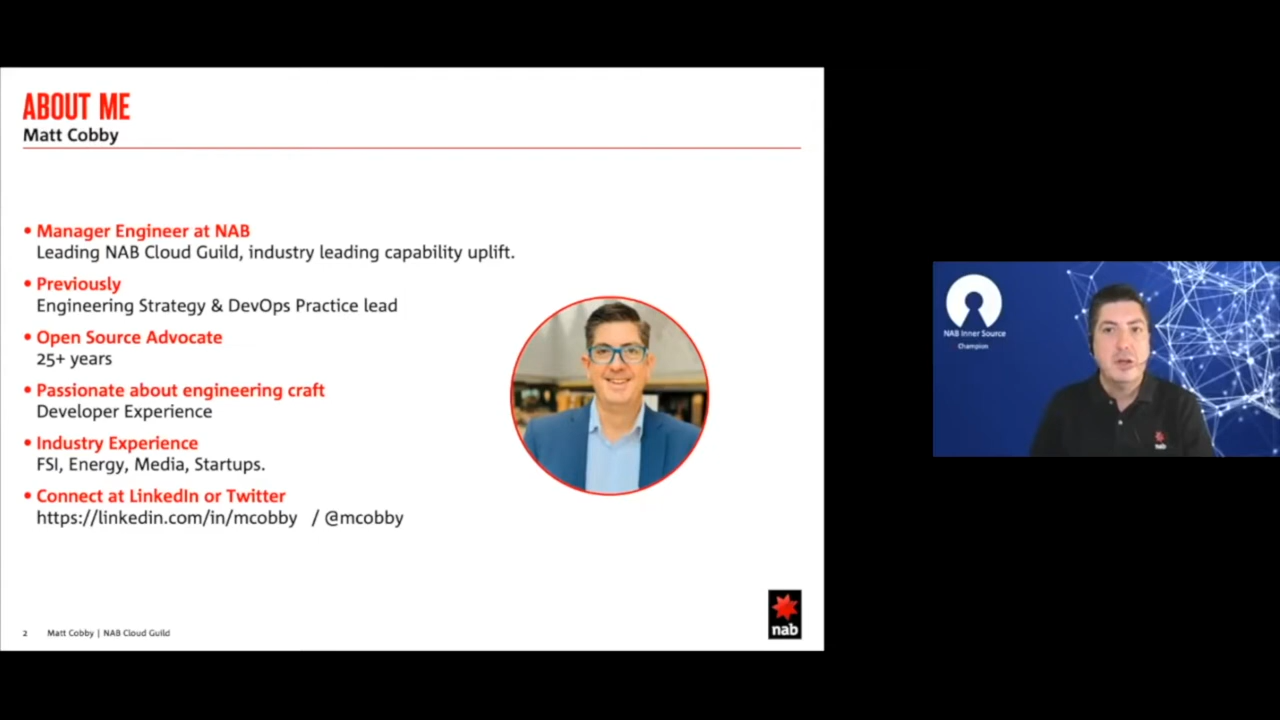 ABOUT ME
Matt Cobby
• Manager Engineer at NAB
Leading NAB Cloud Guild, industry leading capability uplift.
• Previously
Engineering Strategy & DevOps Practice lead
• Open Source Advocate
25+ years
• Passionate about engineering craft
Developer Experience
• Industry Experience
FSI, Energy, Media, Startups.
• Connect at LinkedIn or Twitter
https://linkedin.com/in/mcobby / @mcobby
2 Matt Cobby | NAB Cloud Guild
nab
NAB Inner Source
Champion
nab